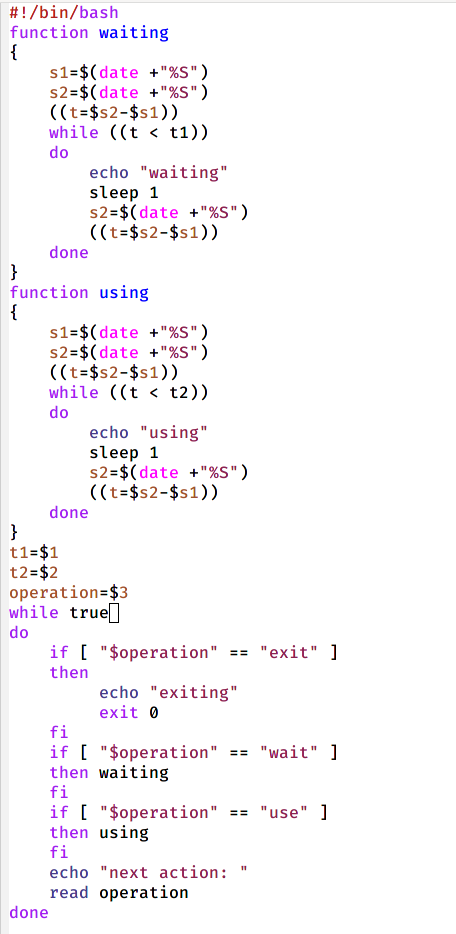 #!/bin/bash
function waiting
{
    s1=$(date +"%S")
    s2=$(date +"%S")
    ((t=$s2-$s1))
    while ((t < t1))
    do
        echo "waiting"
        sleep 1
        s2=$(date +"%S")
        ((t=$s2-$s1))
    done
}
function using
{
    s1=$(date +"%S")
    s2=$(date +"%S")
    ((t=$s2-$s1))
    while ((t < t2))
    do
        echo "using"
        sleep 1
        s2=$(date +"%S")
        ((t=$s2-$s1))
    done
}
t1=$1
t2=$2
operation=$3
while true
do
    if [ "$operation" == "exit" ]
    then
         echo "exiting"
         exit 0
    fi
    if [ "$operation" == "wait" ]
    then waiting
    fi
    if [ "$operation" == "use" ]
    then using
    fi
    echo "next action: "
    read operation
done